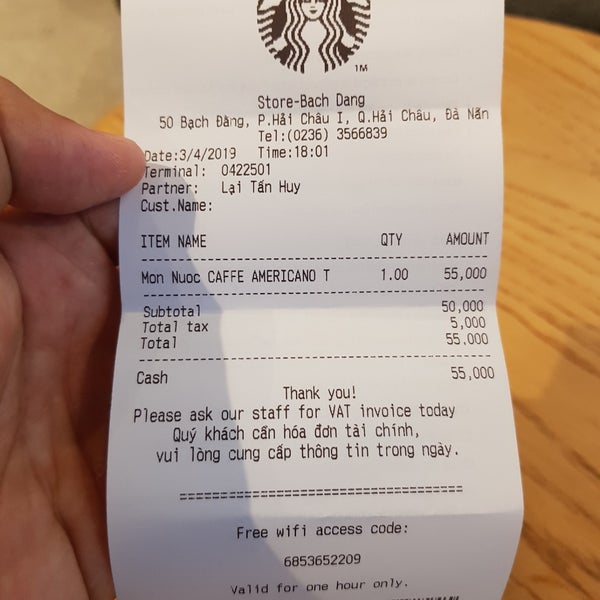 TM
Store-Bach Dang
50 Bạch Đằng, P.Hải Châu I, Q.Hải Châu, Đà Nẵn
Tel:(0236) 3566839
Date:3/4/2019 Time:18:01
Terminal: 0422501
Partner: Lại Tấn Huy
Cust.Name:
ITEM NAME QTY AMOUNT
Mon Nuoc CAFFE AMERICANO T 1.00 55,000
Subtotal 50,000
Total tax 5,000
Total 55,000
Cash 55,000
Thank you!
Please ask our staff for VAT invoice today
Quý khách cần hóa đơn tài chính,
vui lòng cung cấp thông tin trong ngày.
====================================
Free wifi access code:
6853652209
Valid for one hour only.